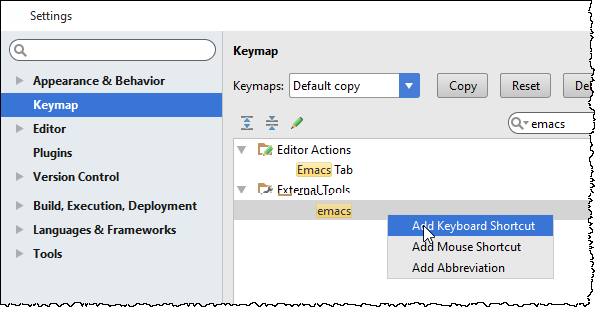 Settings
Keymap
Appearance & Behavior
Keymap
Editor
Plugins
Version Control
Build, Execution, Deployment
Languages & Frameworks
Tools
Keymaps: Default copy Copy Reset De
emacs
Editor Actions
Emacs Tab
External Tools
emacs
Add Keyboard Shortcut
Add Mouse Shortcut
Add Abbreviation